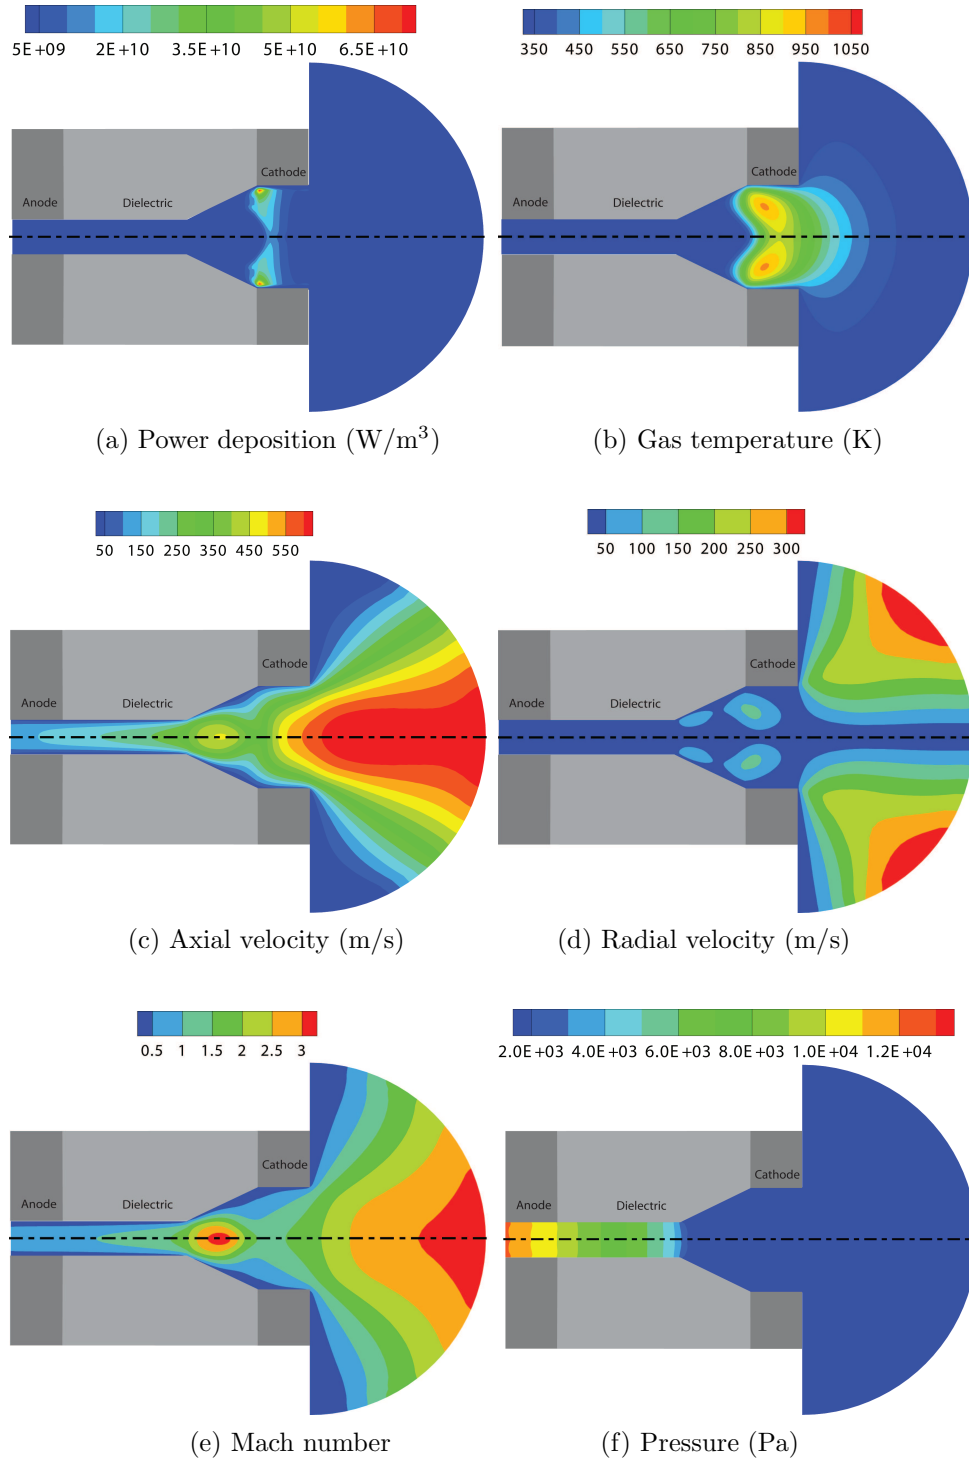 5E+09 2E+10 3.5E+10 5E+10 6.5E+10
350 450 550 650 750 850 950 1050
Cathode
Anode
Dielectric
Cathode
Anode
Dielectric
(a) Power deposition (W/m³)
(b) Gas temperature (K)
50 150 250 350 450 550
50 100 150 200 250 300
Cathode
Anode
Dielectric
Cathode
Anode
Dielectric
(c) Axial velocity (m/s)
(d) Radial velocity (m/s)
0.5 1 1.5 2 2.5 3
2.0E+03 4.0E+03 6.0E+03 8.0E+03 1.0E+04 1.2E+04
Cathode
Anode
Dielectric
Cathode
Anode
Dielectric
(e) Mach number
(f) Pressure (Pa)